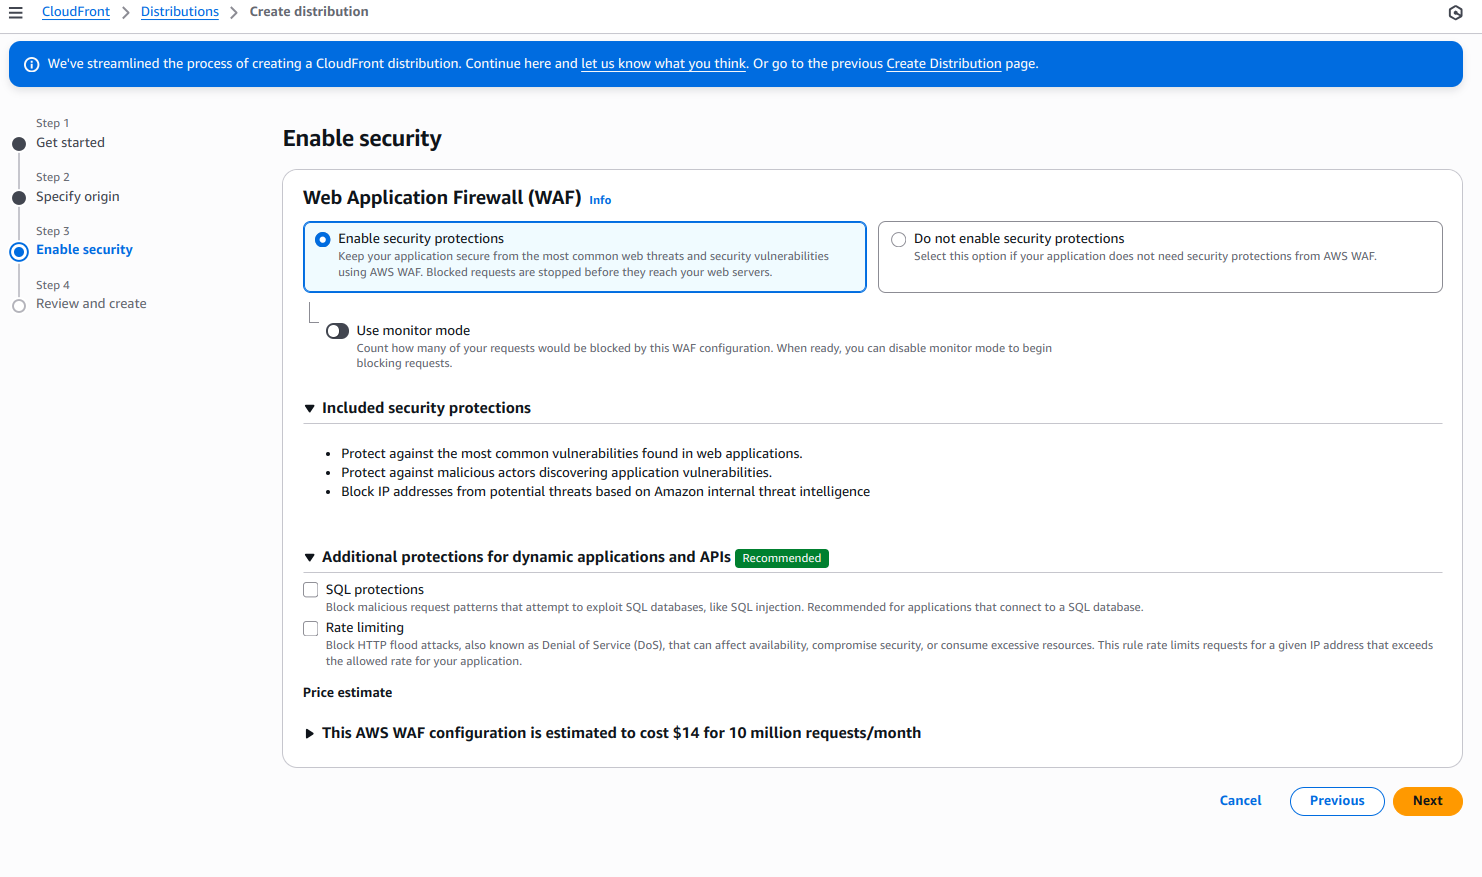 CloudFront > Distributions > Create distribution
We've streamlined the process of creating a CloudFront distribution. Continue here and let us know what you think. Or go to the previous Create Distribution page.
Step 1
Get started
Step 2
Specify origin
Step 3
Enable security
Step 4
Review and create
Enable security
Web Application Firewall (WAF) Info
Enable security protections
Keep your application secure from the most common web threats and security vulnerabilities
using AWS WAF. Blocked requests are stopped before they reach your web servers.
Do not enable security protections
Select this option if your application does not need security protections from AWS WAF.
Use monitor mode
Count how many of your requests would be blocked by this WAF configuration. When ready, you can disable monitor mode to begin
blocking requests.
Included security protections
• Protect against the most common vulnerabilities found in web applications.
• Protect against malicious actors discovering application vulnerabilities.
• Block IP addresses from potential threats based on Amazon internal threat intelligence
Additional protections for dynamic applications and APIs Recommended
SQL protections
Block malicious request patterns that attempt to exploit SQL databases, like SQL injection. Recommended for applications that connect to a SQL database.
Rate limiting
Block HTTP flood attacks, also known as Denial of Service (DoS), that can affect availability, compromise security, or consume excessive resources. This rule rate limits requests for a given IP address that exceeds
the allowed rate for your application.
Price estimate
This AWS WAF configuration is estimated to cost $14 for 10 million requests/month
Cancel
Previous
Next